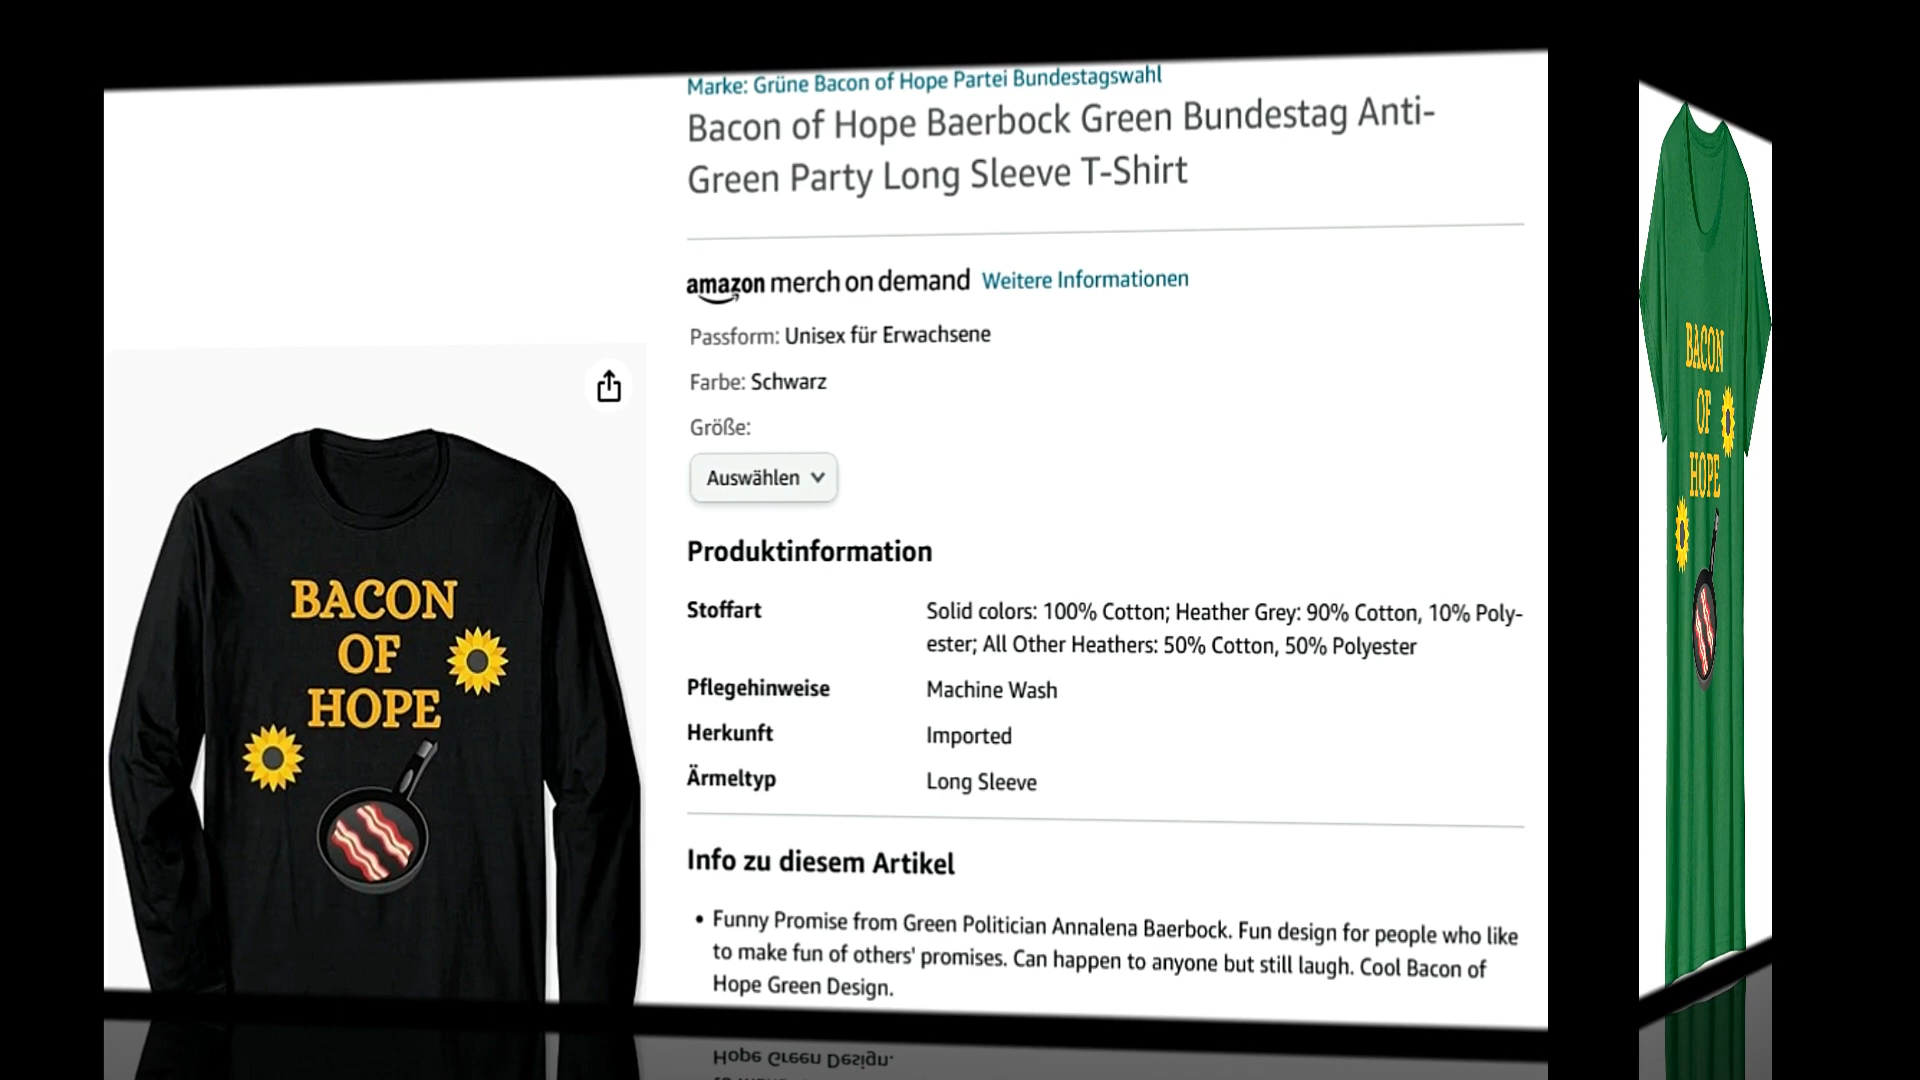 Marke: Grüne Bacon of Hope Partei Bundestagswahl
Bacon of Hope Baerbock Green Bundestag Anti-
Green Party Long Sleeve T-Shirt
amazon merch on demand Weitere Informationen
Passform: Unisex für Erwachsene
Farbe: Schwarz
Größe:
Auswählen
Produktinformation
Stoffart Solid colors: 100% Cotton; Heather Grey: 90% Cotton, 10% Poly-
ester; All Other Heathers: 50% Cotton, 50% Polyester
Pflegehinweise Machine Wash
Herkunft Imported
Ärmeltyp Long Sleeve
Info zu diesem Artikel
• Funny Promise from Green Politician Annalena Baerbock. Fun design for people who like
to make fun of others' promises. Can happen to anyone but still laugh. Cool Bacon of
Hope Green Design.
BACON
OF
HOPE
BACON
OF
HOPE
Hope Green Design.